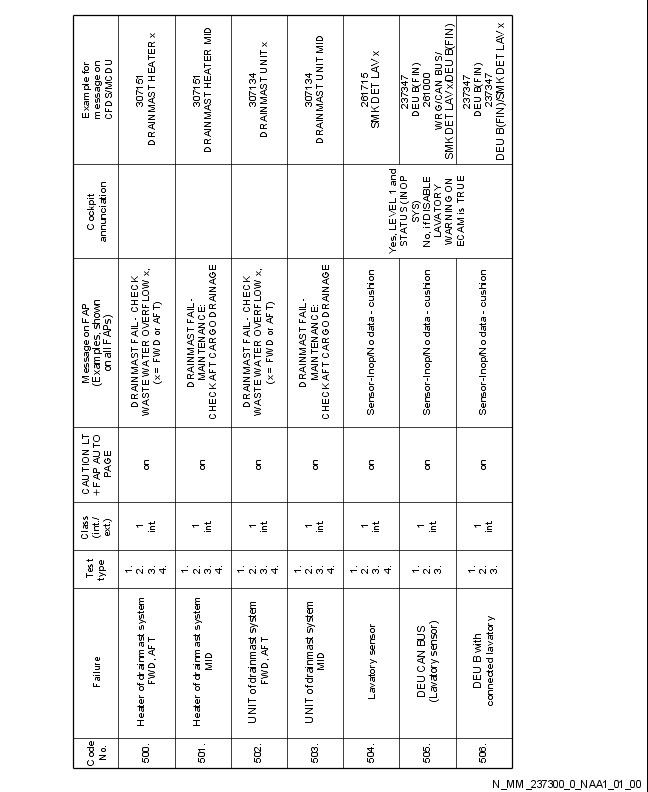 Code
No.
Failure
Test
type
Class
(int./
ext.)
CAUTION LT
+ FAP AUTO
PAGE
Message on FAP
(Examples, shown
on all FAPs)
Cockpit
annunciation
Example for
message on
CFDS/MCDU
500.
Heater of drainmast system
FWD, AFT
1.
2.
3.
4.
1
int
on
DRAINMAST FAIL - CHECK
WASTE WATER OVERFLOW x,
(x = FWD or AFT)
307151
DRAINMAST HEATER x
501.
Heater of drainmast system
MID
1.
2.
3.
4.
1
int
on
DRAINMAST FAIL-
MAINTENANCE:
CHECK AFT CARGO DRAINAGE
307151
DRAINMAST HEATER MID
502.
UNIT of drainmast system
FWD, AFT
1.
2.
3.
4.
1
int
on
DRAINMAST FAIL - CHECK
WASTE WATER OVERFLOW x,
(x = FWD or AFT)
307134
DRAINMAST UNIT x
503.
UNIT of drainmast system
MID
1.
2.
3.
4.
1
int
on
DRAINMAST FAIL-
MAINTENANCE:
CHECK AFT CARGO DRAINAGE
307134
DRAINMAST UNIT MID
504.
Lavatory sensor
1.
2.
3.
4.
1
int
on
Sensor-Inop/No data - cushion
Yes, LEVEL 1 and
STATUS (INOP
SYS)
No, if DISABLE
LAVATORY
WARNING ON
ECAM is TRUE
261715
SMK DET LAV x
505.
DEU CAN BUS
(Lavatory sensor)
1.
2.
3.
1
int
on
Sensor-Inop/No data - cushion
237347
DEU B(FIN)
261000
WRG/CAN BUS/
SMK DET LAVx/DEU B(FIN)
506.
DEU B with
connected lavatory
1.
2.
3.
1
int
on
Sensor-Inop/No data - cushion
237347
DEU B(FIN)
237347
DEU B(FIN)/SMK DET LAV x
N_MM_237300_0_NAA1_01_00